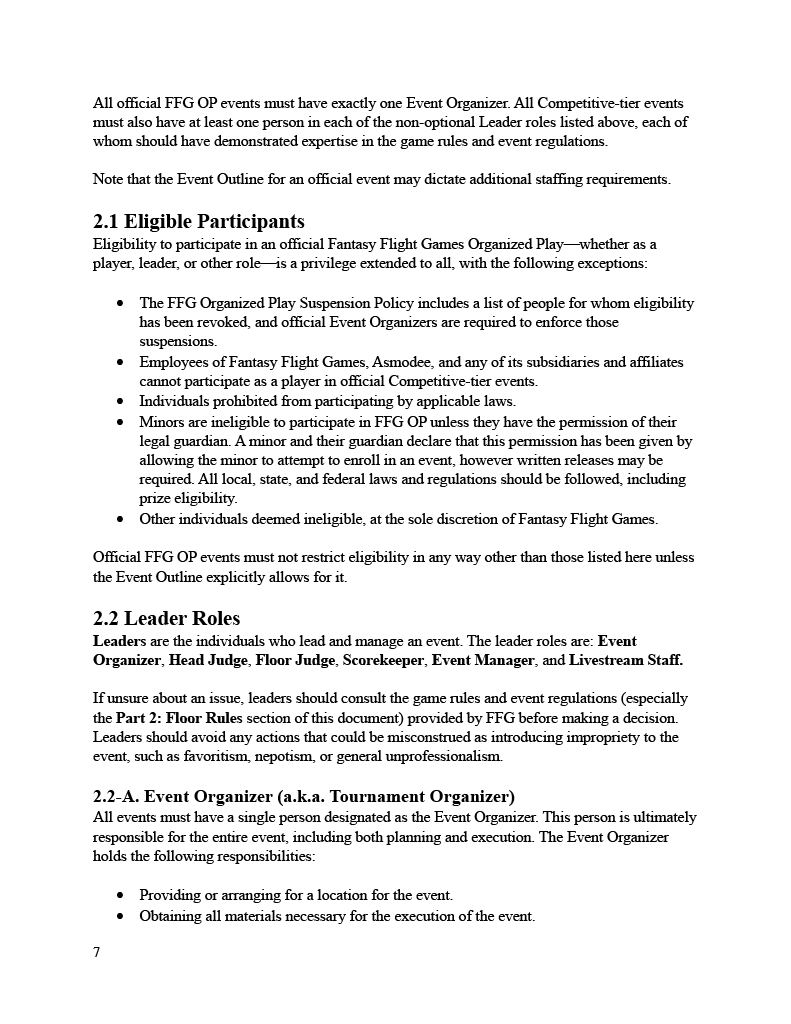 All official FFG OP events must have exactly one Event Organizer. All Competitive-tier events
must also have at least one person in each of the non-optional Leader roles listed above, each of
whom should have demonstrated expertise in the game rules and event regulations.
Note that the Event Outline for an official event may dictate additional staffing requirements.
2.1 Eligible Participants
Eligibility to participate in an official Fantasy Flight Games Organized Play—whether as a
player, leader, or other role—is a privilege extended to all, with the following exceptions:
• The FFG Organized Play Suspension Policy includes a list of people for whom eligibility
has been revoked, and official Event Organizers are required to enforce those
suspensions.
• Employees of Fantasy Flight Games, Asmodee, and any of its subsidiaries and affiliates
cannot participate as a player in official Competitive-tier events.
• Individuals prohibited from participating by applicable laws.
• Minors are ineligible to participate in FFG OP unless they have the permission of their
legal guardian. A minor and their guardian declare that this permission has been given by
allowing the minor to attempt to enroll in an event, however written releases may be
required. All local, state, and federal laws and regulations should be followed, including
prize eligibility.
• Other individuals deemed ineligible, at the sole discretion of Fantasy Flight Games.
Official FFG OP events must not restrict eligibility in any way other than those listed here unless
the Event Outline explicitly allows for it.
2.2 Leader Roles
Leaders are the individuals who lead and manage an event. The leader roles are: Event
Organizer, Head Judge, Floor Judge, Scorekeeper, Event Manager, and Livestream Staff.
If unsure about an issue, leaders should consult the game rules and event regulations (especially
the Part 2: Floor Rules section of this document) provided by FFG before making a decision.
Leaders should avoid any actions that could be misconstrued as introducing impropriety to the
event, such as favoritism, nepotism, or general unprofessionalism.
2.2-A. Event Organizer (a.k.a. Tournament Organizer)
All events must have a single person designated as the Event Organizer. This person is ultimately
responsible for the entire event, including both planning and execution. The Event Organizer
holds the following responsibilities:
• Providing or arranging for a location for the event.
• Obtaining all materials necessary for the execution of the event.
7